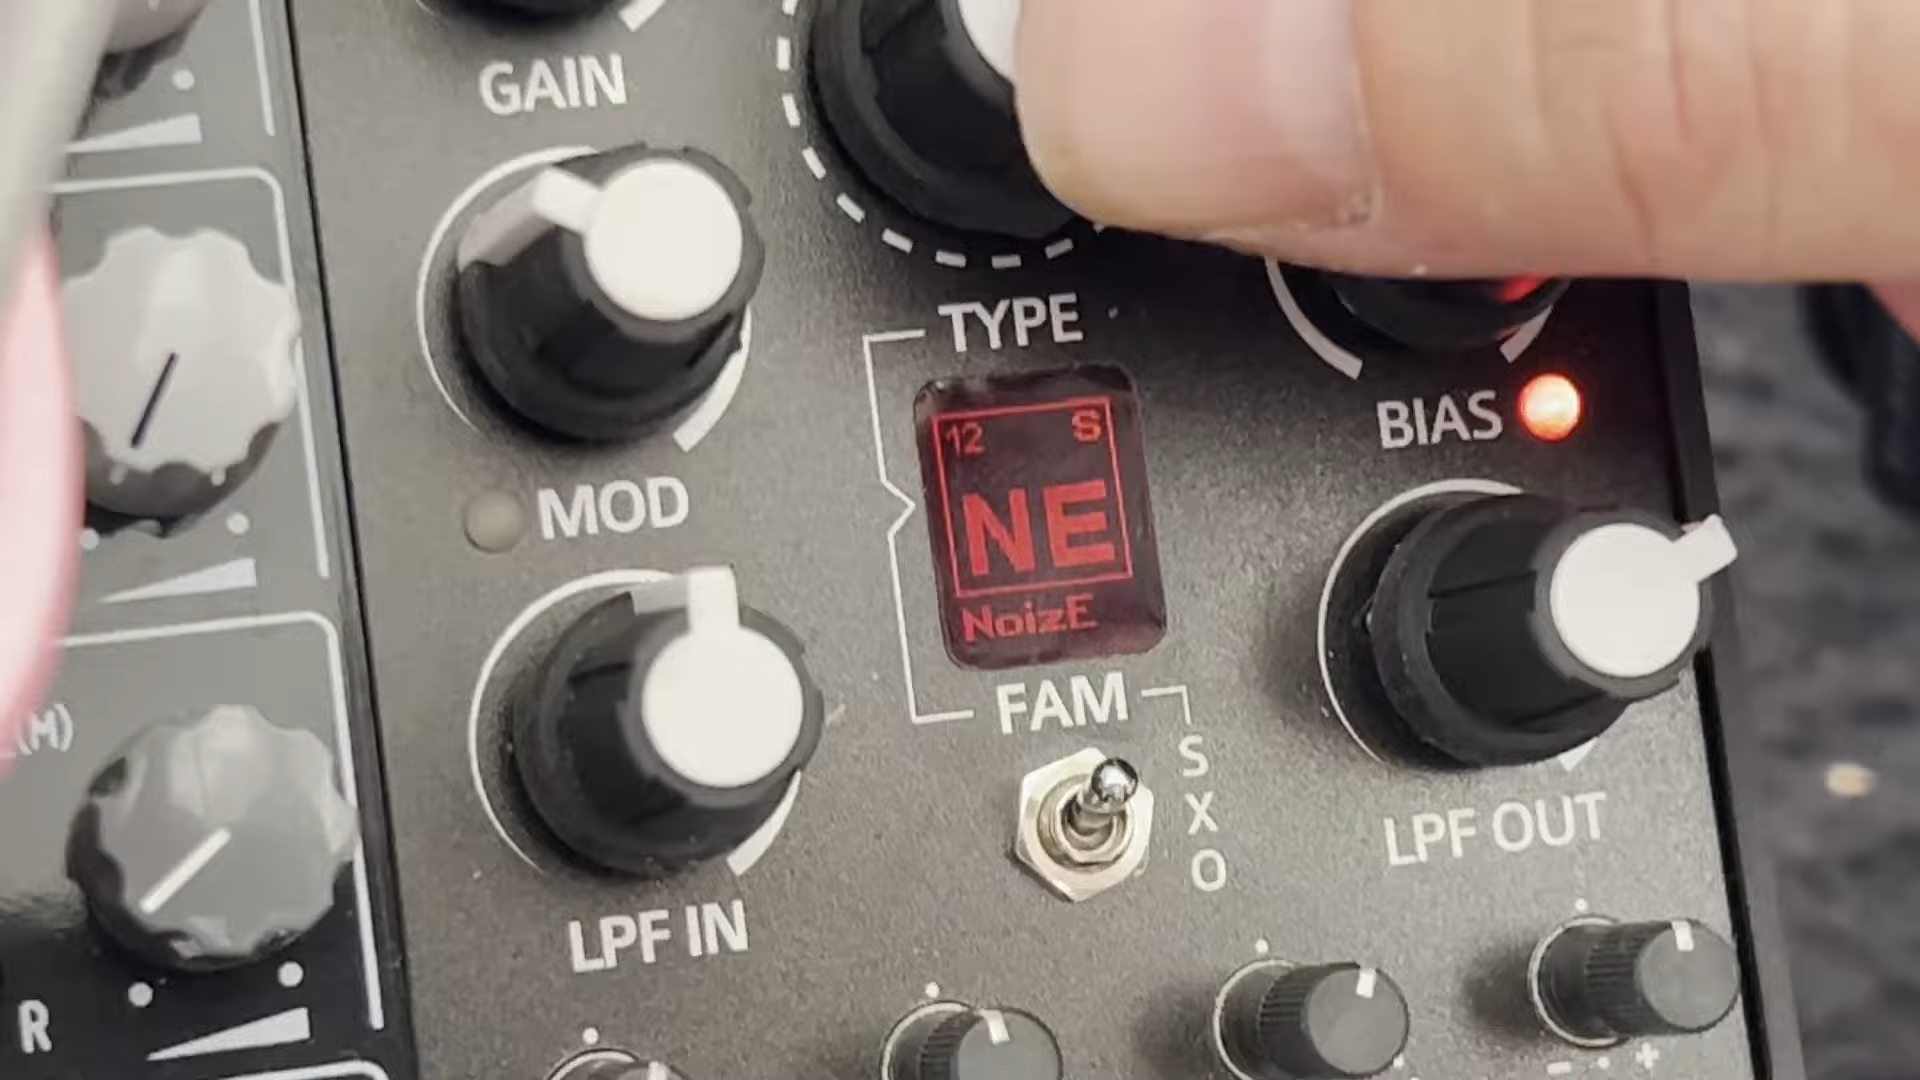 GAIN
TYPE
BIAS
12 S
NE
NoizE
MOD
FAM
S
X
O
LPF OUT
LPF IN
(M)
R
- +